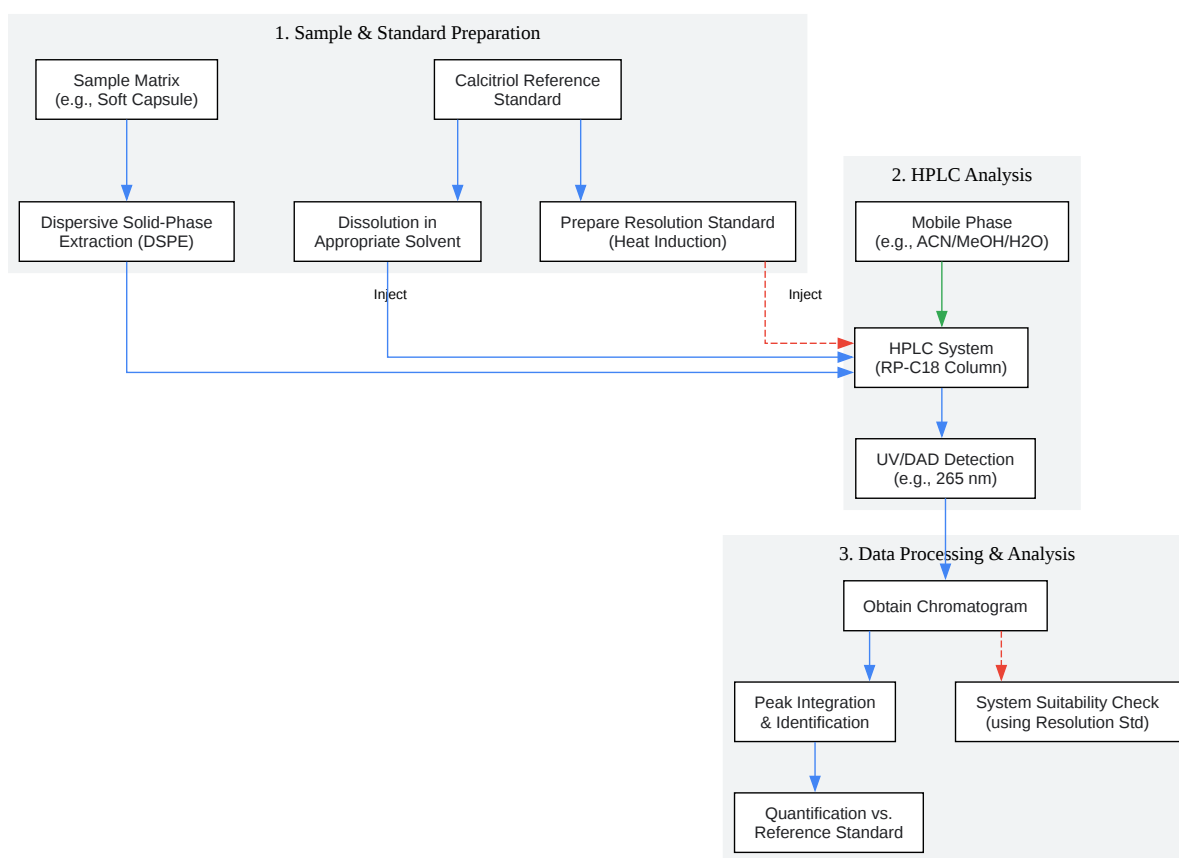 1. Sample & Standard Preparation
Sample Matrix
(e.g., Soft Capsule)
Calcitriol Reference
Standard
Dispersive Solid-Phase
Extraction (DSPE)
Dissolution in
Appropriate Solvent
Prepare Resolution Standard
(Heat Induction)
Inject
Inject
2. HPLC Analysis
Mobile Phase
(e.g., ACN/MeOH/H2O)
HPLC System
(RP-C18 Column)
UV/DAD Detection
(e.g., 265 nm)
3. Data Processing & Analysis
Obtain Chromatogram
Peak Integration
& Identification
System Suitability Check
(using Resolution Std)
Quantification vs.
Reference Standard